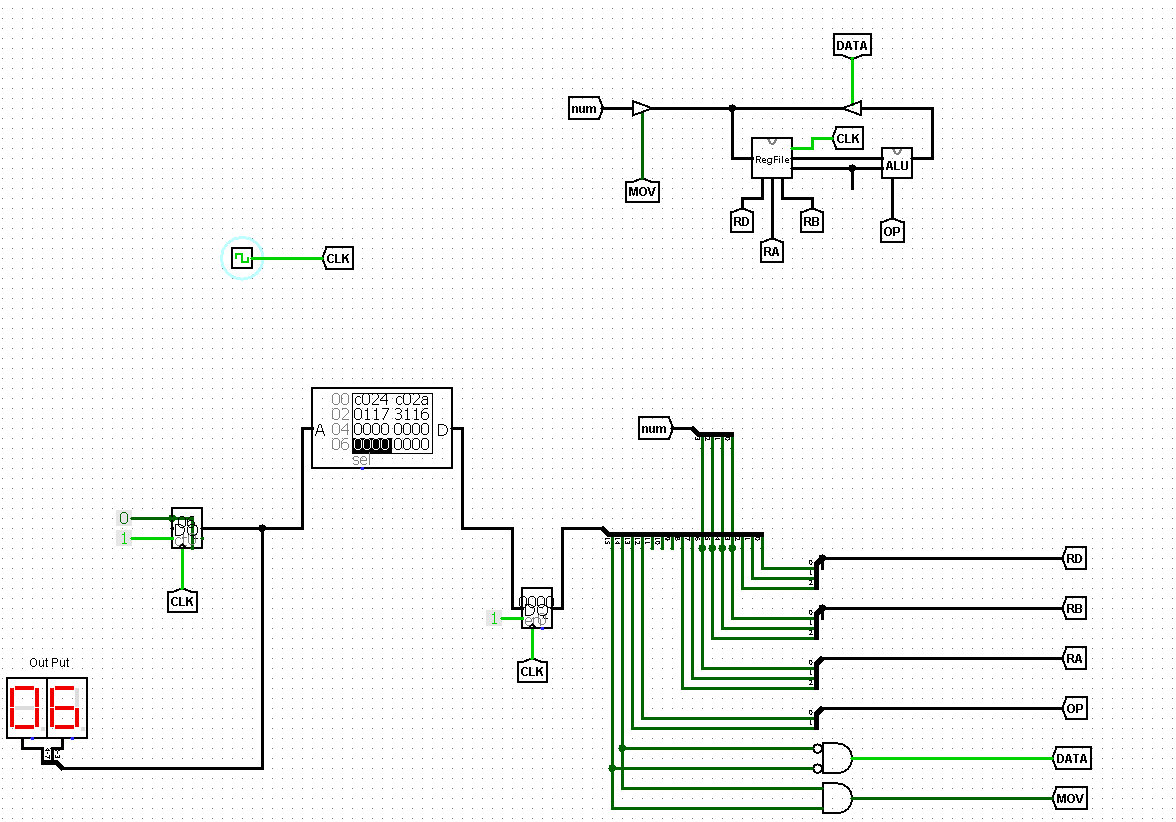 DATA
num
CLK
RegFile
ALU
MOV
RD
RB
OP
RA
CLK
00 c024 c02a
02 0117 3116
A
D
04 0000 0000
06 0000 0000
sel
num
0
1
CLK
1
CLK
RD
RB
RA
OP
DATA
MOV
Out Put
06